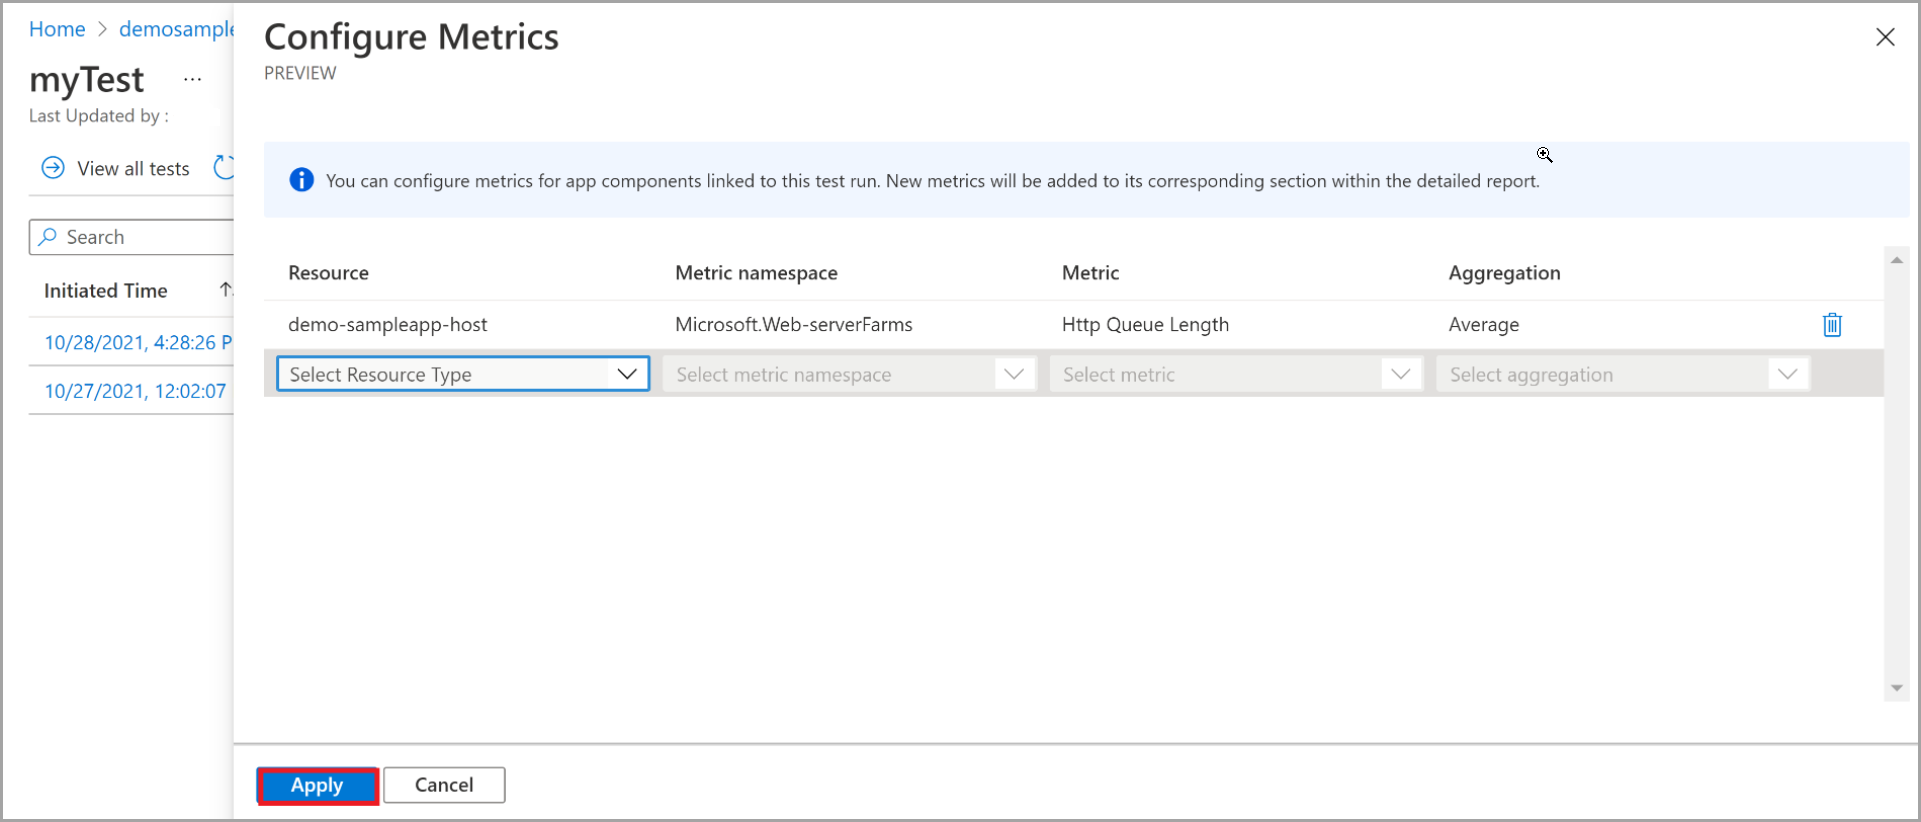 Home > demosample
myTest ...
Last Updated by :
View all tests
Search
Initiated Time ↑
10/28/2021, 4:28:26 P
10/27/2021, 12:02:07
Configure Metrics
PREVIEW
You can configure metrics for app components linked to this test run. New metrics will be added to its corresponding section within the detailed report.
Resource Metric namespace Metric Aggregation
demo-sampleapp-host Microsoft.Web-serverFarms Http Queue Length Average
Select Resource Type Select metric namespace Select metric Select aggregation
Apply Cancel